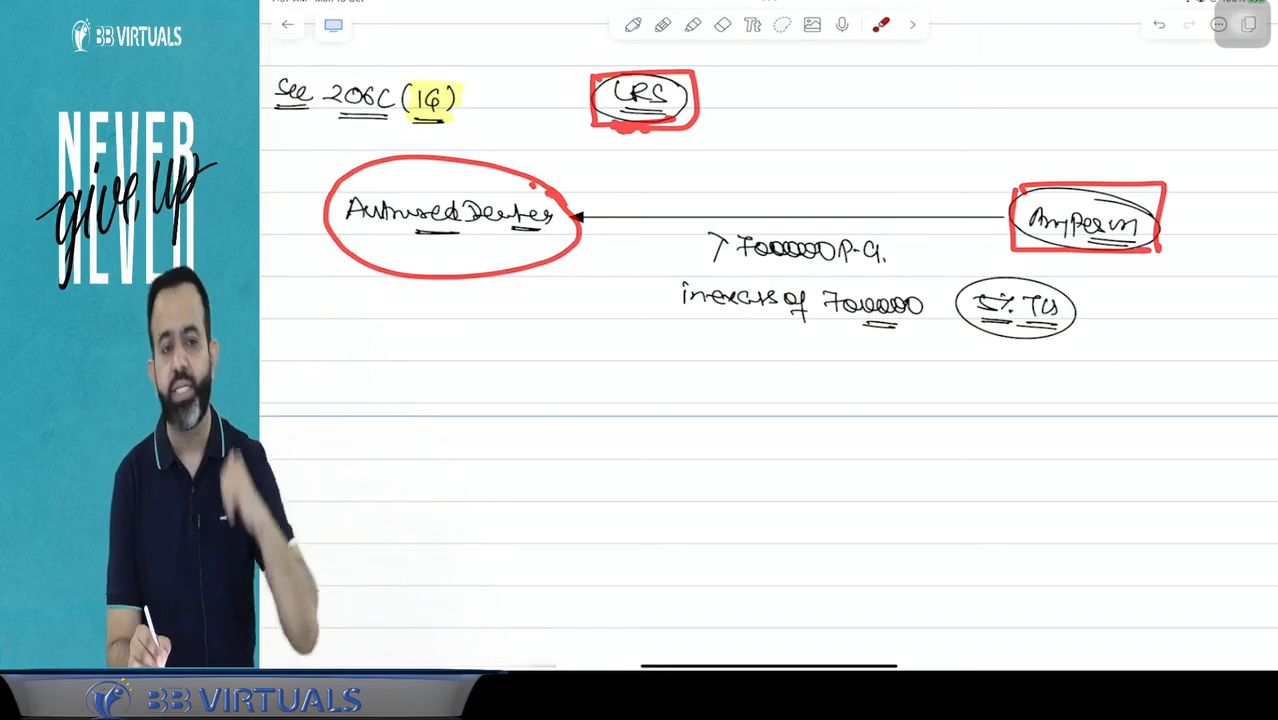 BB VIRTUALS
NEVER
give up
NEVER
Sec 206C (1G)
LRS
Authorised Dealer
Any person
> 700000 P.a.
in excess of 700000
5% TCS
BB VIRTUALS